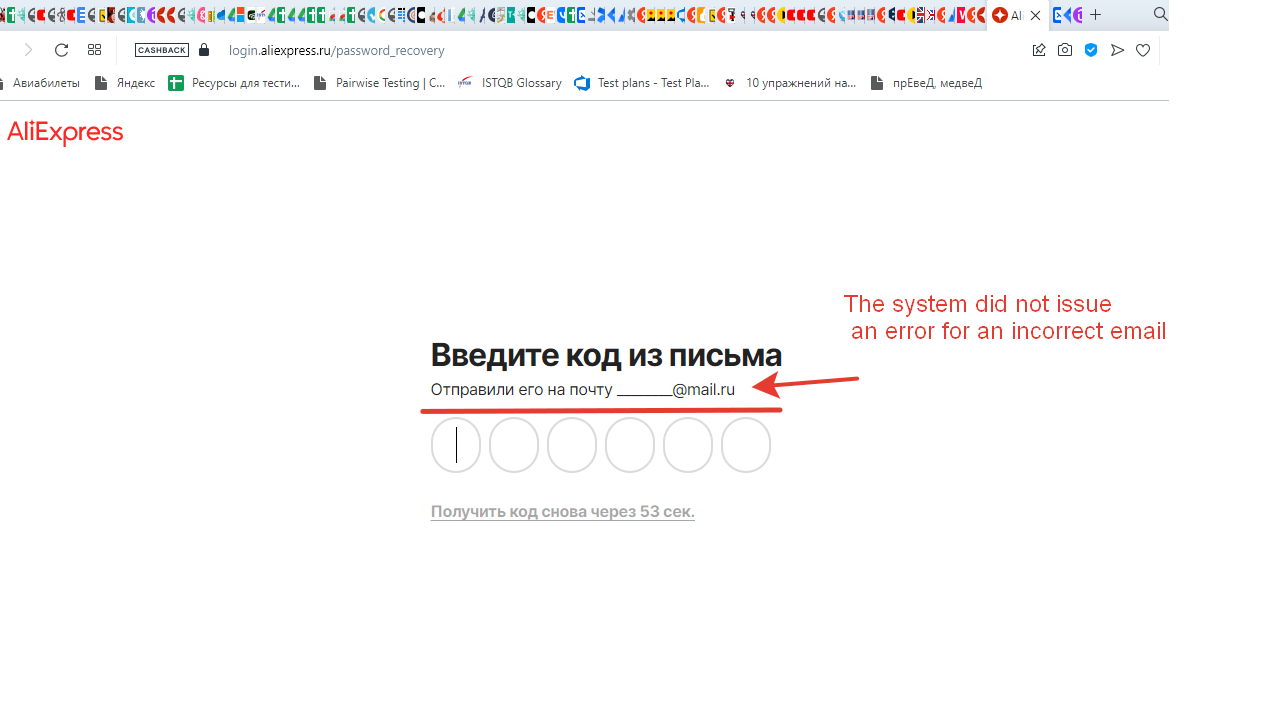 CASHBACK
login.aliexpress.ru/password_recovery
Авиабилеты
Яндекс
Ресурсы для тести...
Pairwise Testing | C...
ISTQB Glossary
Test plans - Test Pla...
10 упражнений на...
прЕвеД, медвеД
AliExpress
The system did not issue
an error for an incorrect email
Введите код из письма
Отправили его на почту ________@mail.ru
Получить код снова через 53 сек.